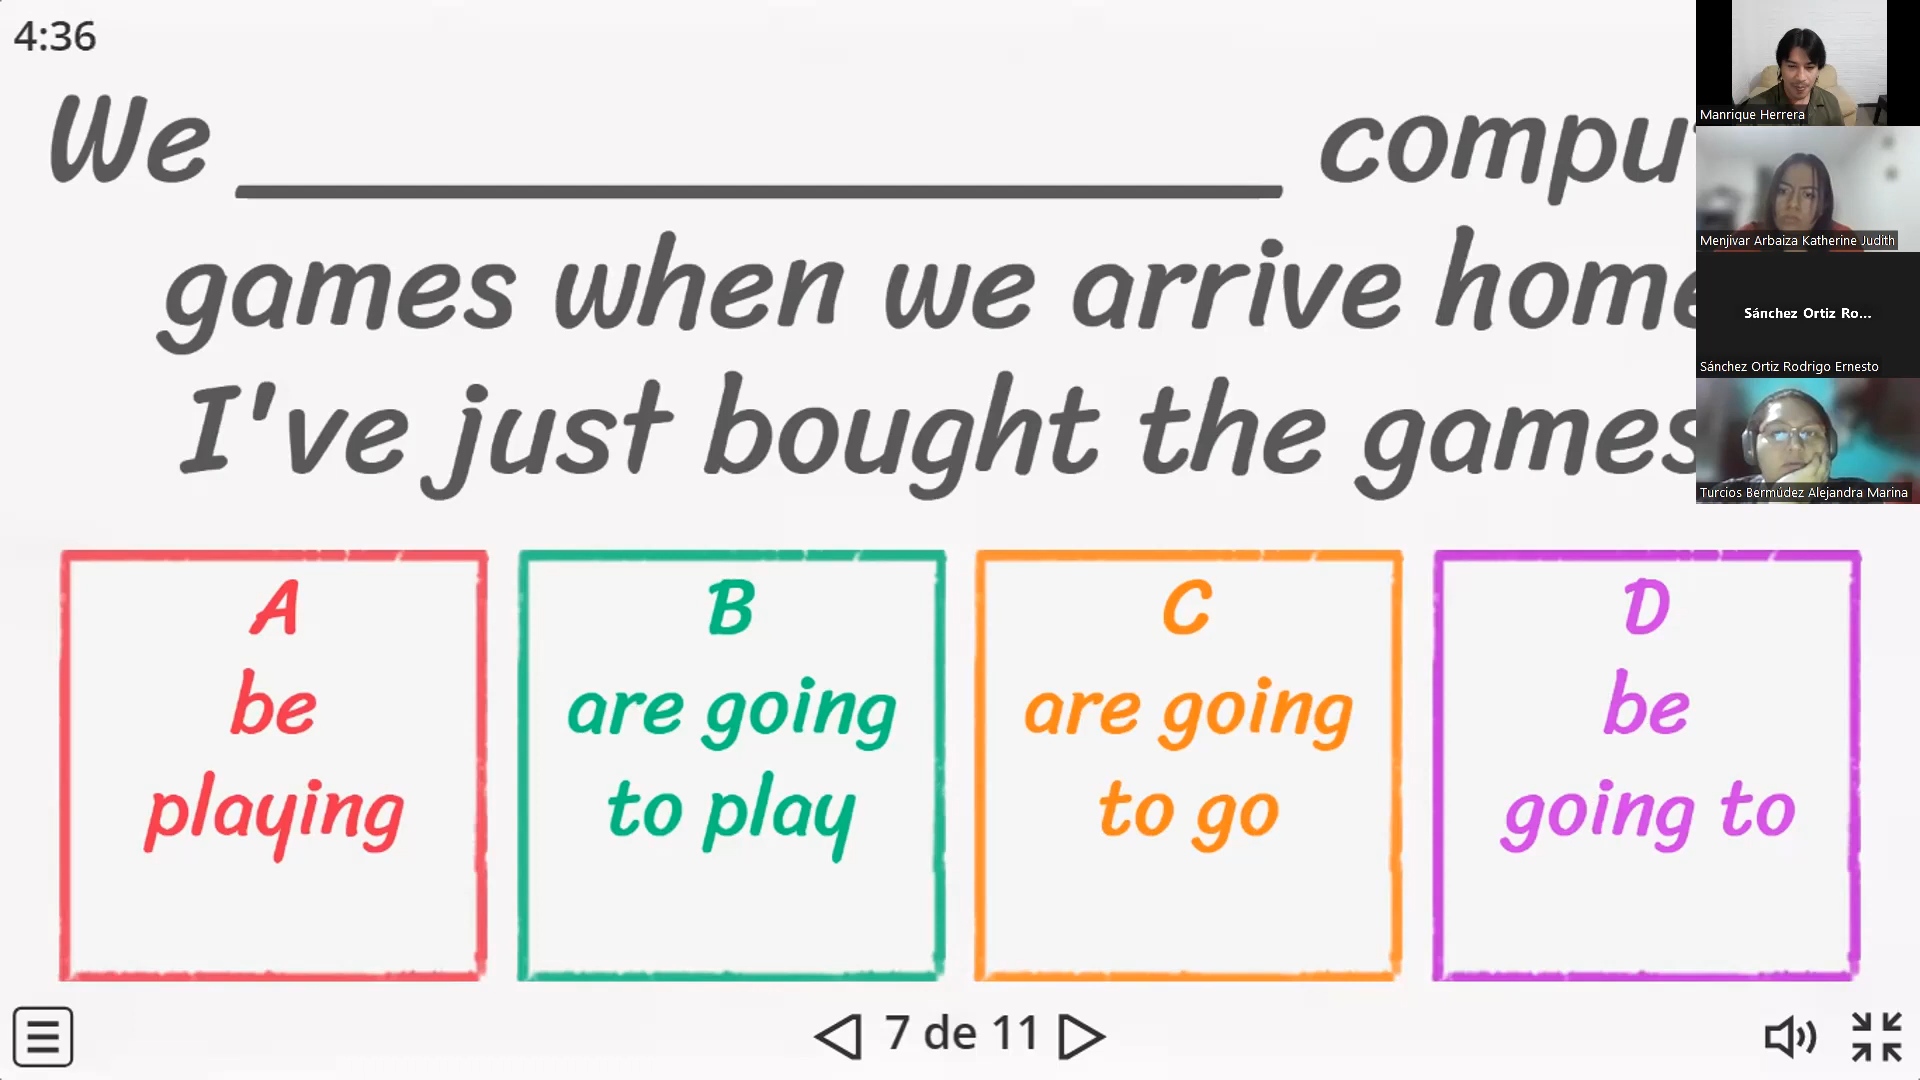 4:36
We ____________ compu
games when we arrive home
I've just bought the games
A
be
playing
B
are going
to play
C
are going
to go
D
be
going to
7 de 11
Manrique Herrera
Menjivar Arbaiza Katherine Judith
Sánchez Ortiz Ro...
Sánchez Ortiz Rodrigo Ernesto
Turcios Bermúdez Alejandra Marina